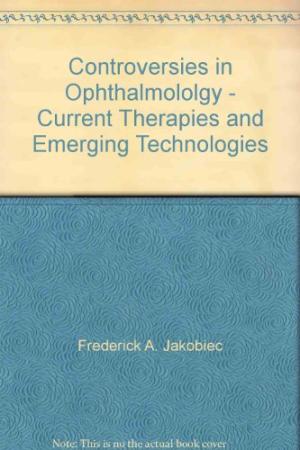 Controversies in
Ophthalmololgy -
Current Therapies and
Emerging Technologies
Frederick A. Jakobiec
Note: This is no the actual book cover